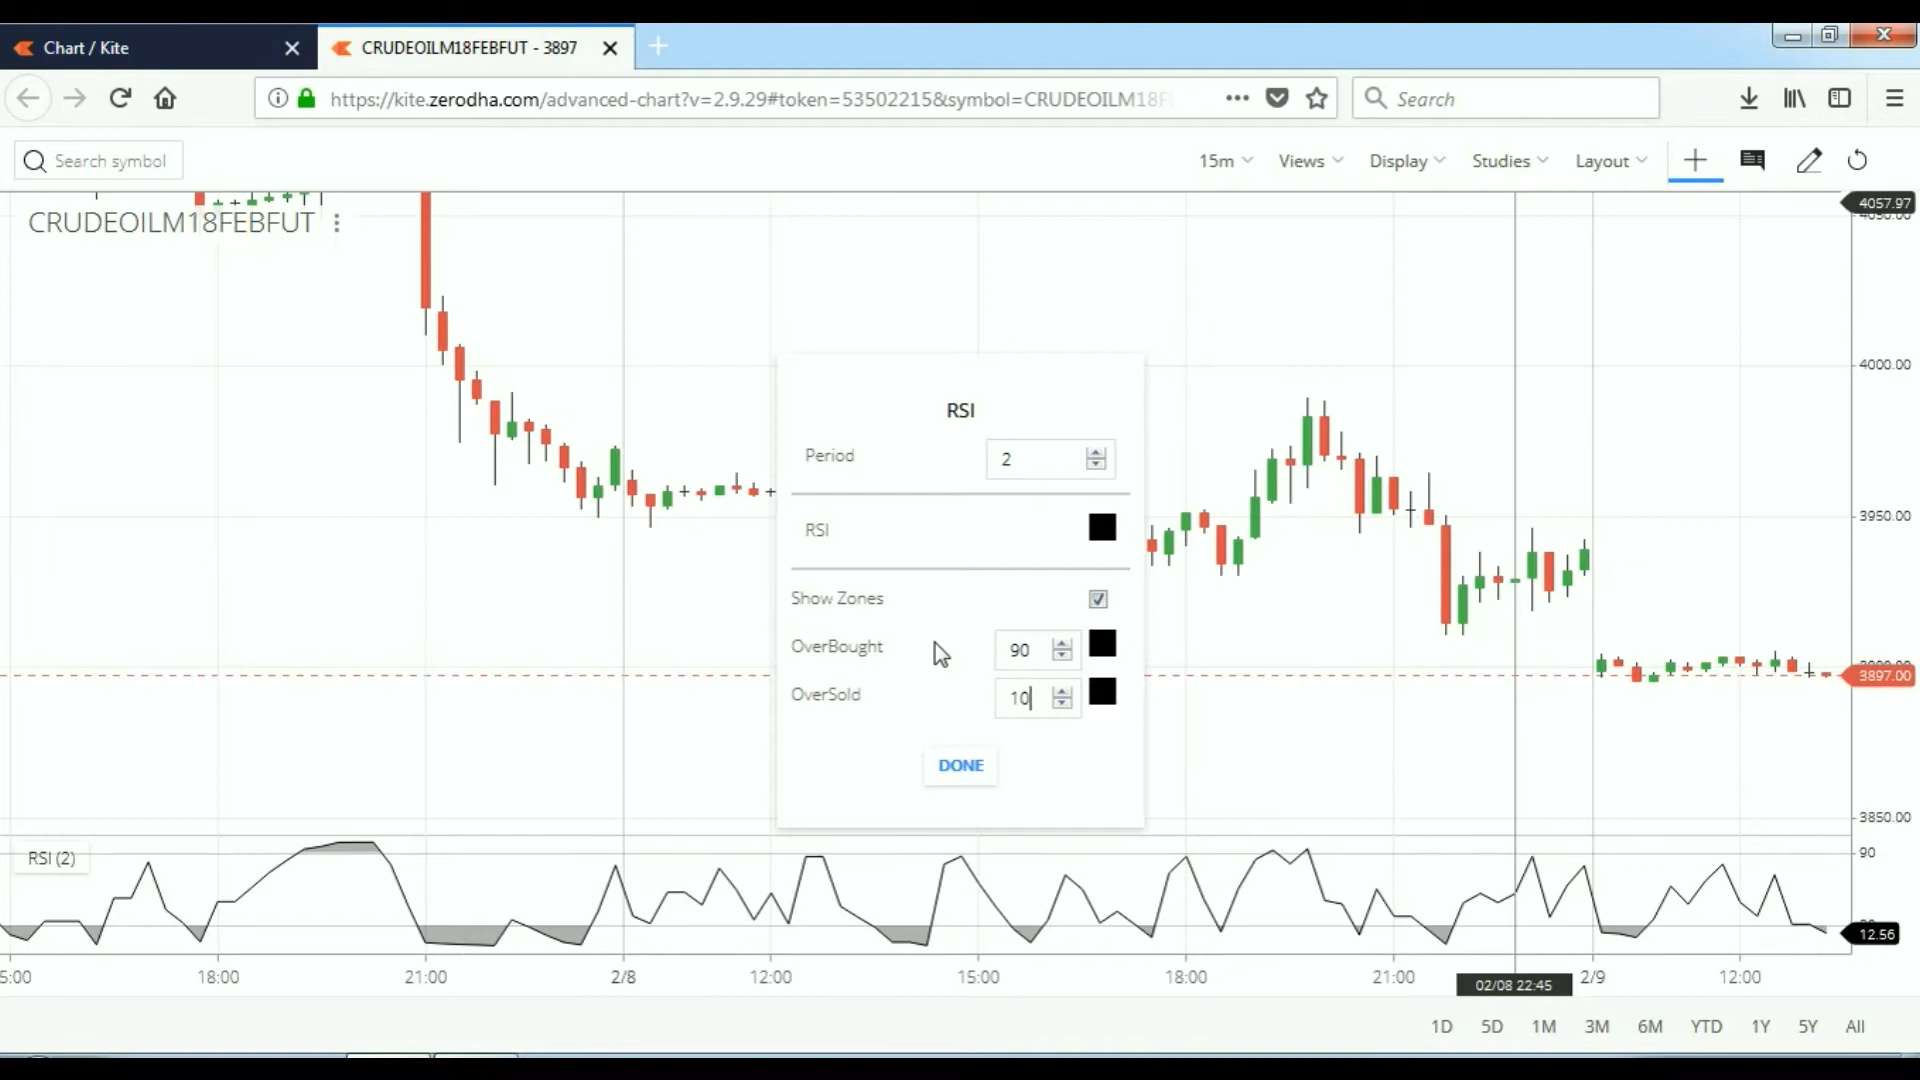 Chart / Kite
CRUDEOILM18FEBFUT - 3897
https://kite.zerodha.com/advanced-chart?v=2.9.29#token=53502215&symbol=CRUDEOILM18F
Search
Search symbol
15m
Views
Display
Studies
Layout
CRUDEOILM18FEBFUT
4057.97
4000.00
3950.00
3897.00
3850.00
RSI
Period
2
RSI
Show Zones
OverBought
90
OverSold
10
DONE
RSI (2)
90
12.56
18:00
21:00
2/8
12:00
15:00
18:00
21:00
02/08 22:45
2/9
12:00
1D 5D 1M 3M 6M YTD 1Y 5Y All